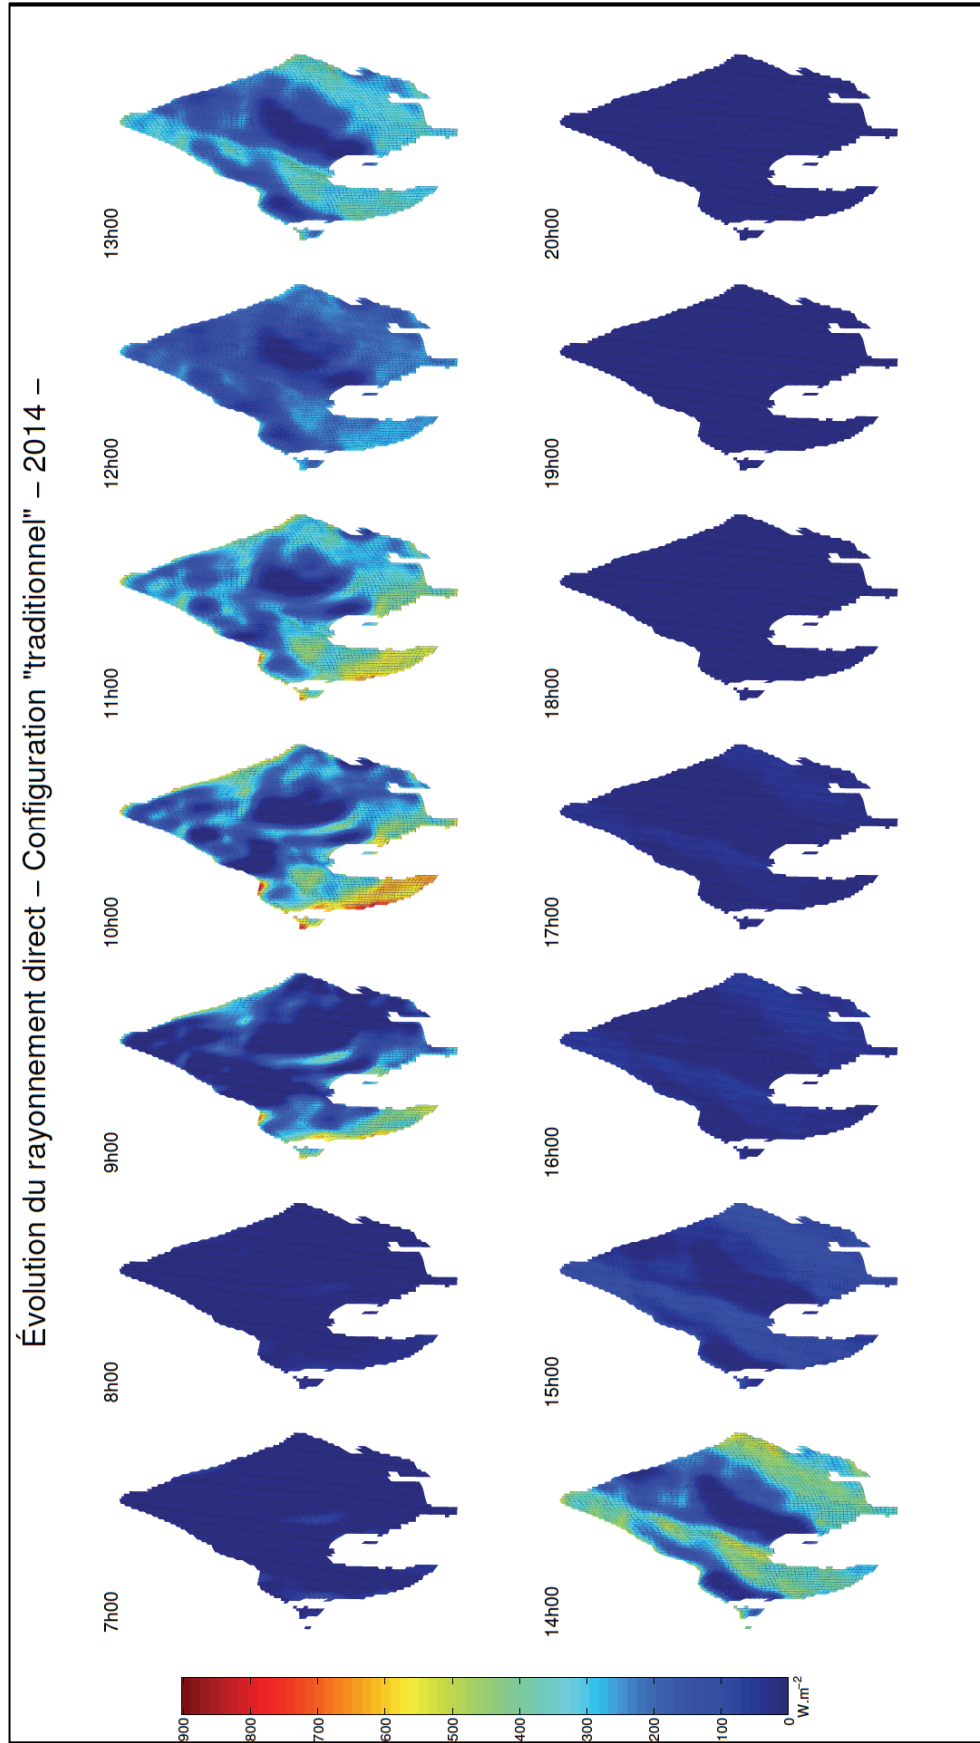 Évolution du rayonnement direct – Configuration "traditionnel" – 2014 –
7h00
8h00
9h00
10h00
11h00
12h00
13h00
14h00
15h00
16h00
17h00
18h00
19h00
20h00
900
800
700
600
500
400
300
200
100
0
W.m⁻²